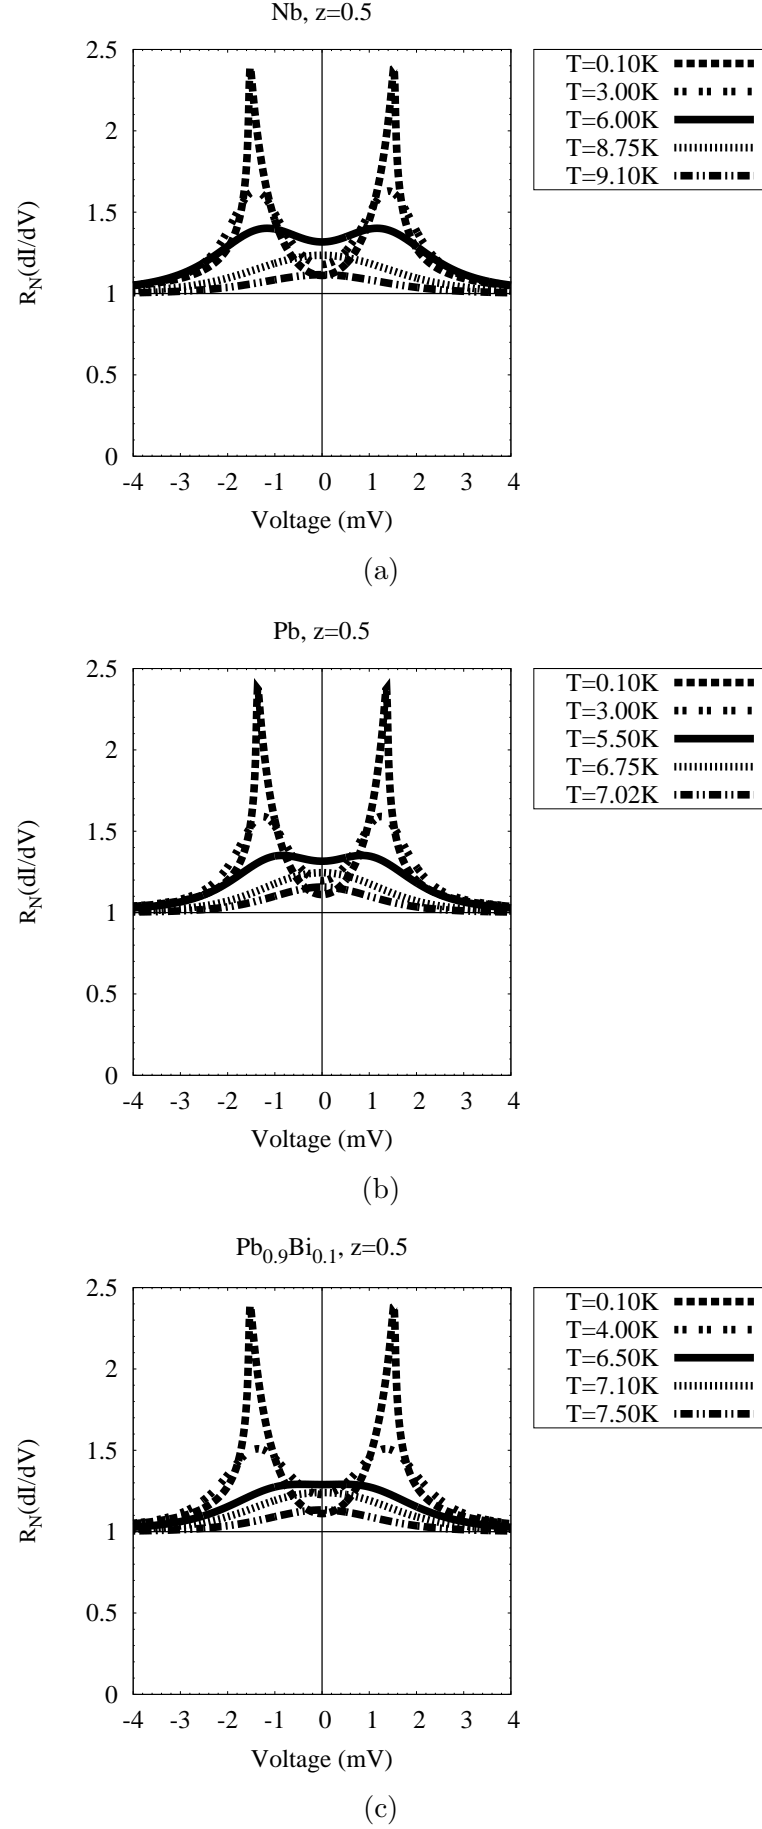 Nb, z=0.5
2.5
2
1.5
1
0.5
0
R_N(dI/dV)
-4 -3 -2 -1 0 1 2 3 4
Voltage (mV)
T=0.10K
T=3.00K
T=6.00K
T=8.75K
T=9.10K
(a)
Pb, z=0.5
2.5
2
1.5
1
0.5
0
R_N(dI/dV)
-4 -3 -2 -1 0 1 2 3 4
Voltage (mV)
T=0.10K
T=3.00K
T=5.50K
T=6.75K
T=7.02K
(b)
Pb_0.9Bi_0.1, z=0.5
2.5
2
1.5
1
0.5
0
R_N(dI/dV)
-4 -3 -2 -1 0 1 2 3 4
Voltage (mV)
T=0.10K
T=4.00K
T=6.50K
T=7.10K
T=7.50K
(c)